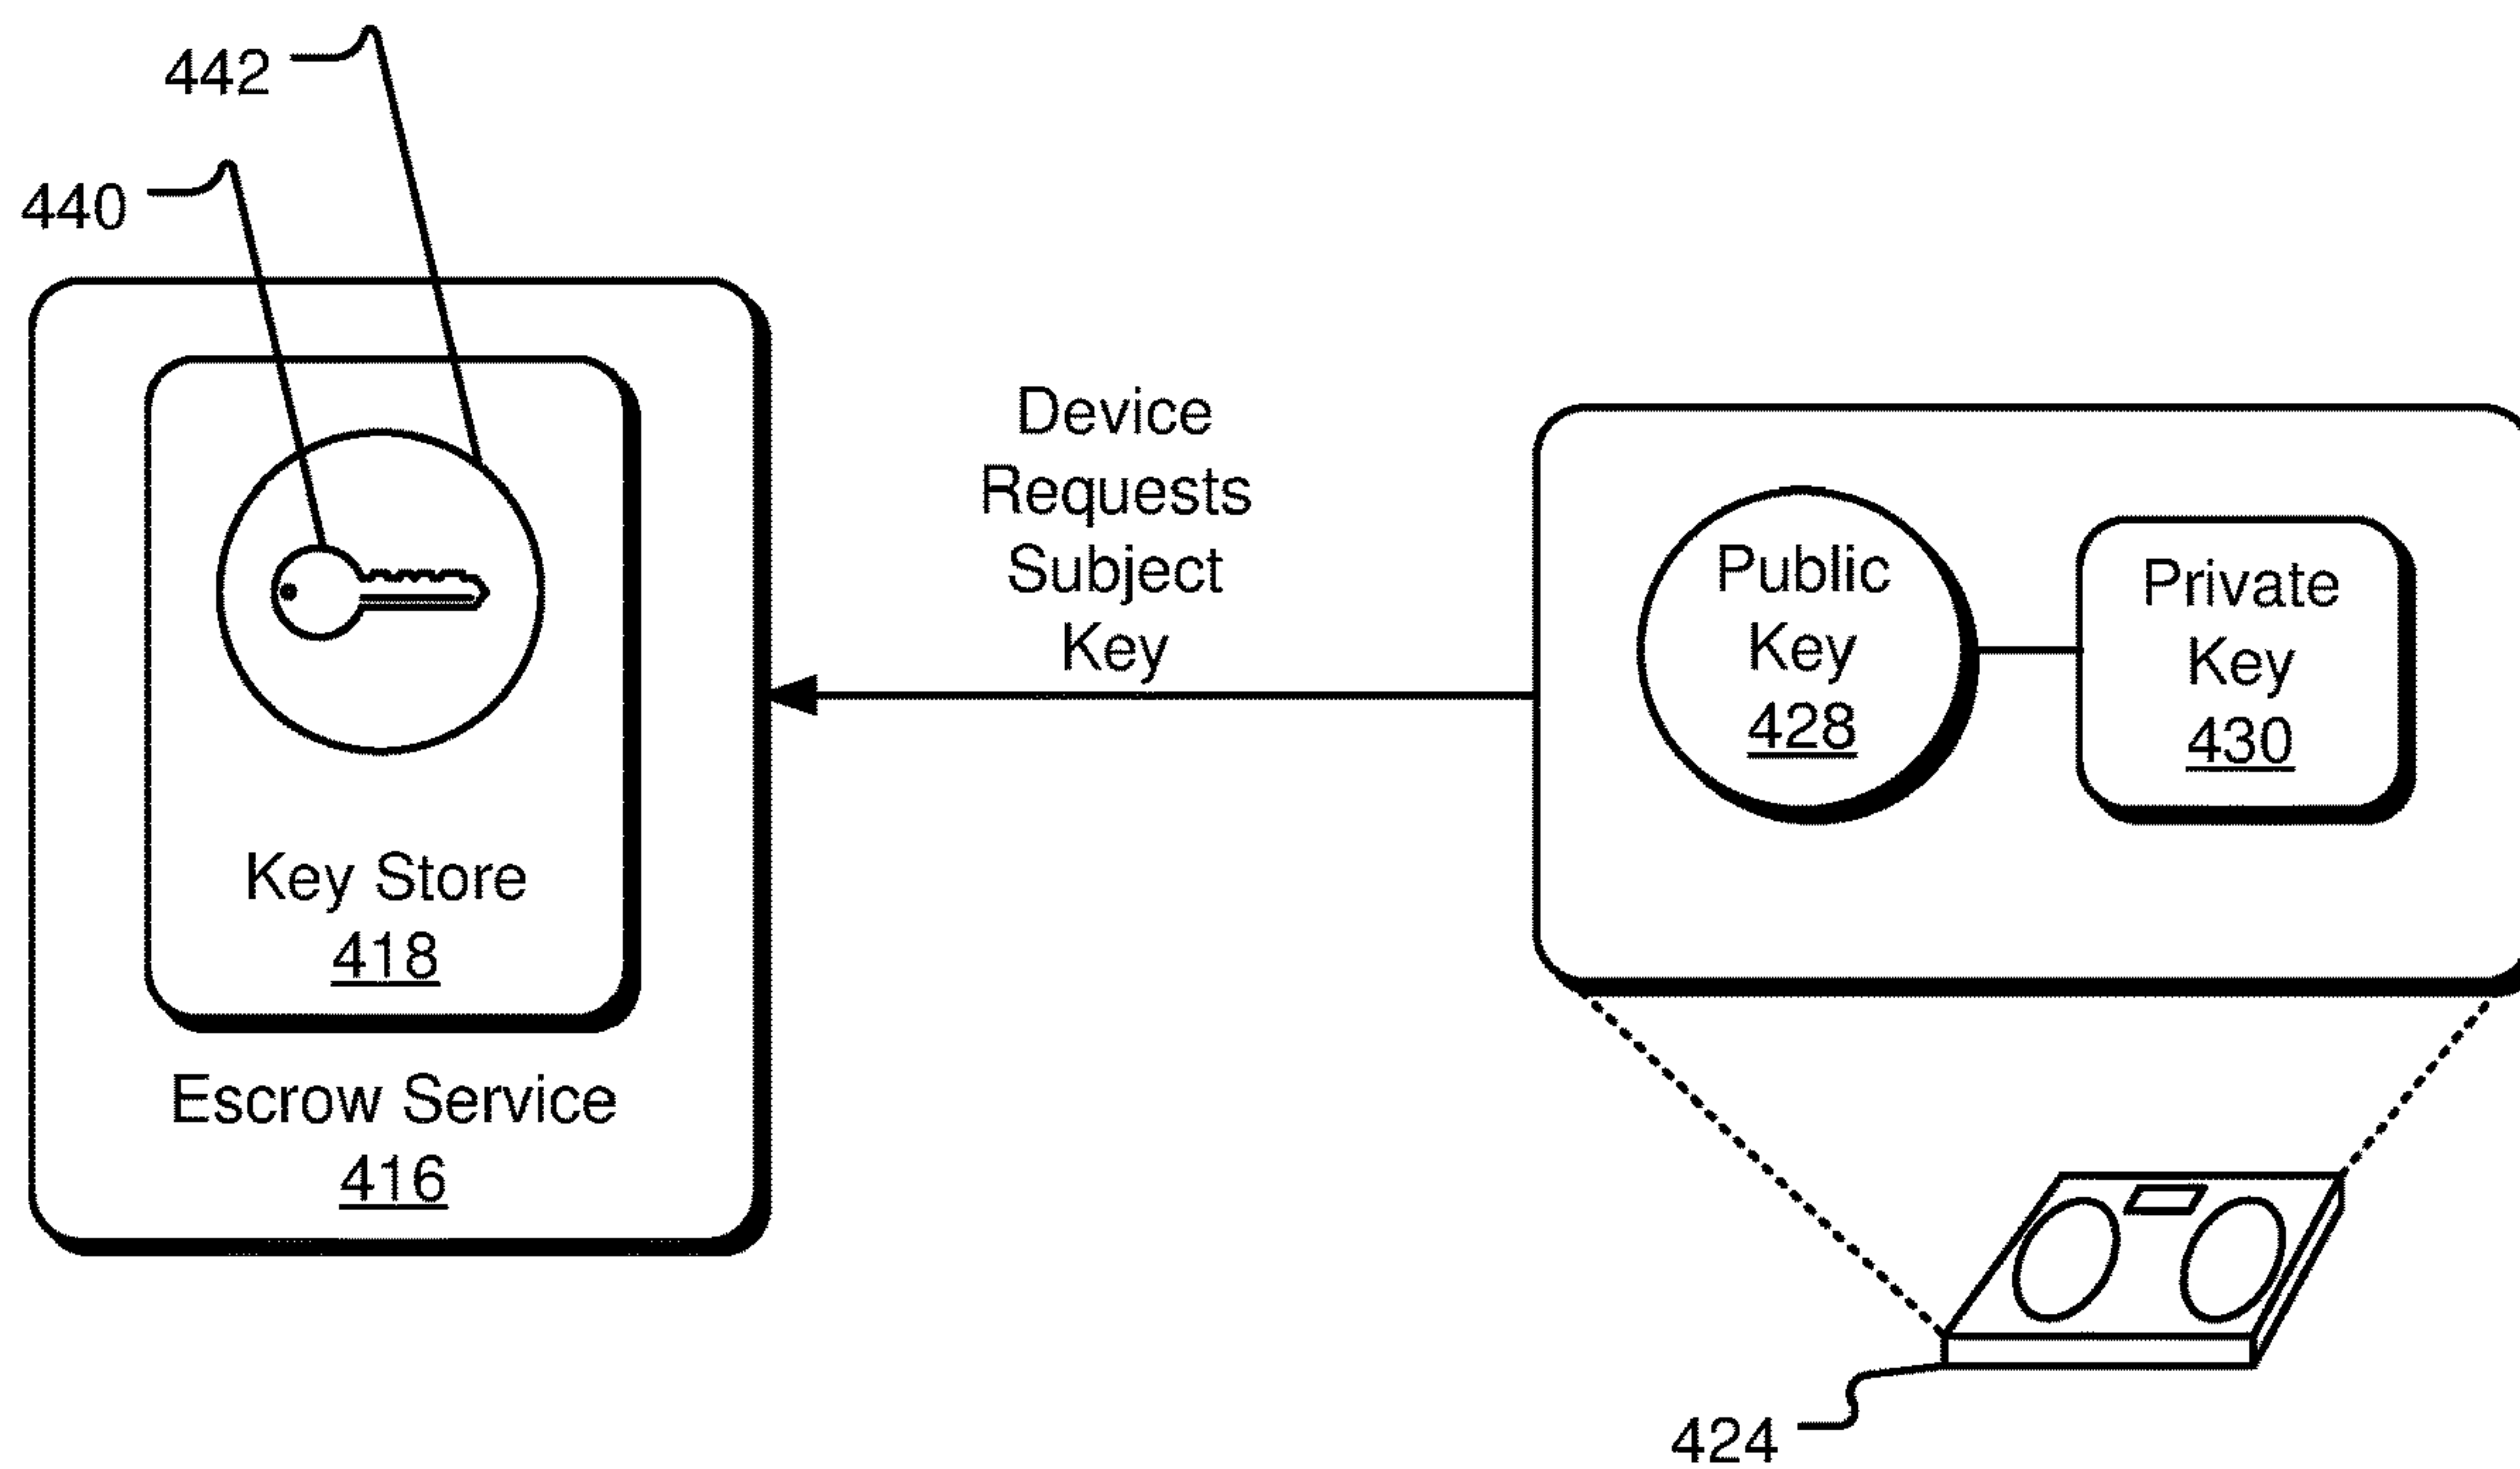 442
440
Device
Requests
Subject
Key
Public
Key
428
Private
Key
430
Key Store
418
Escrow Service
416
424